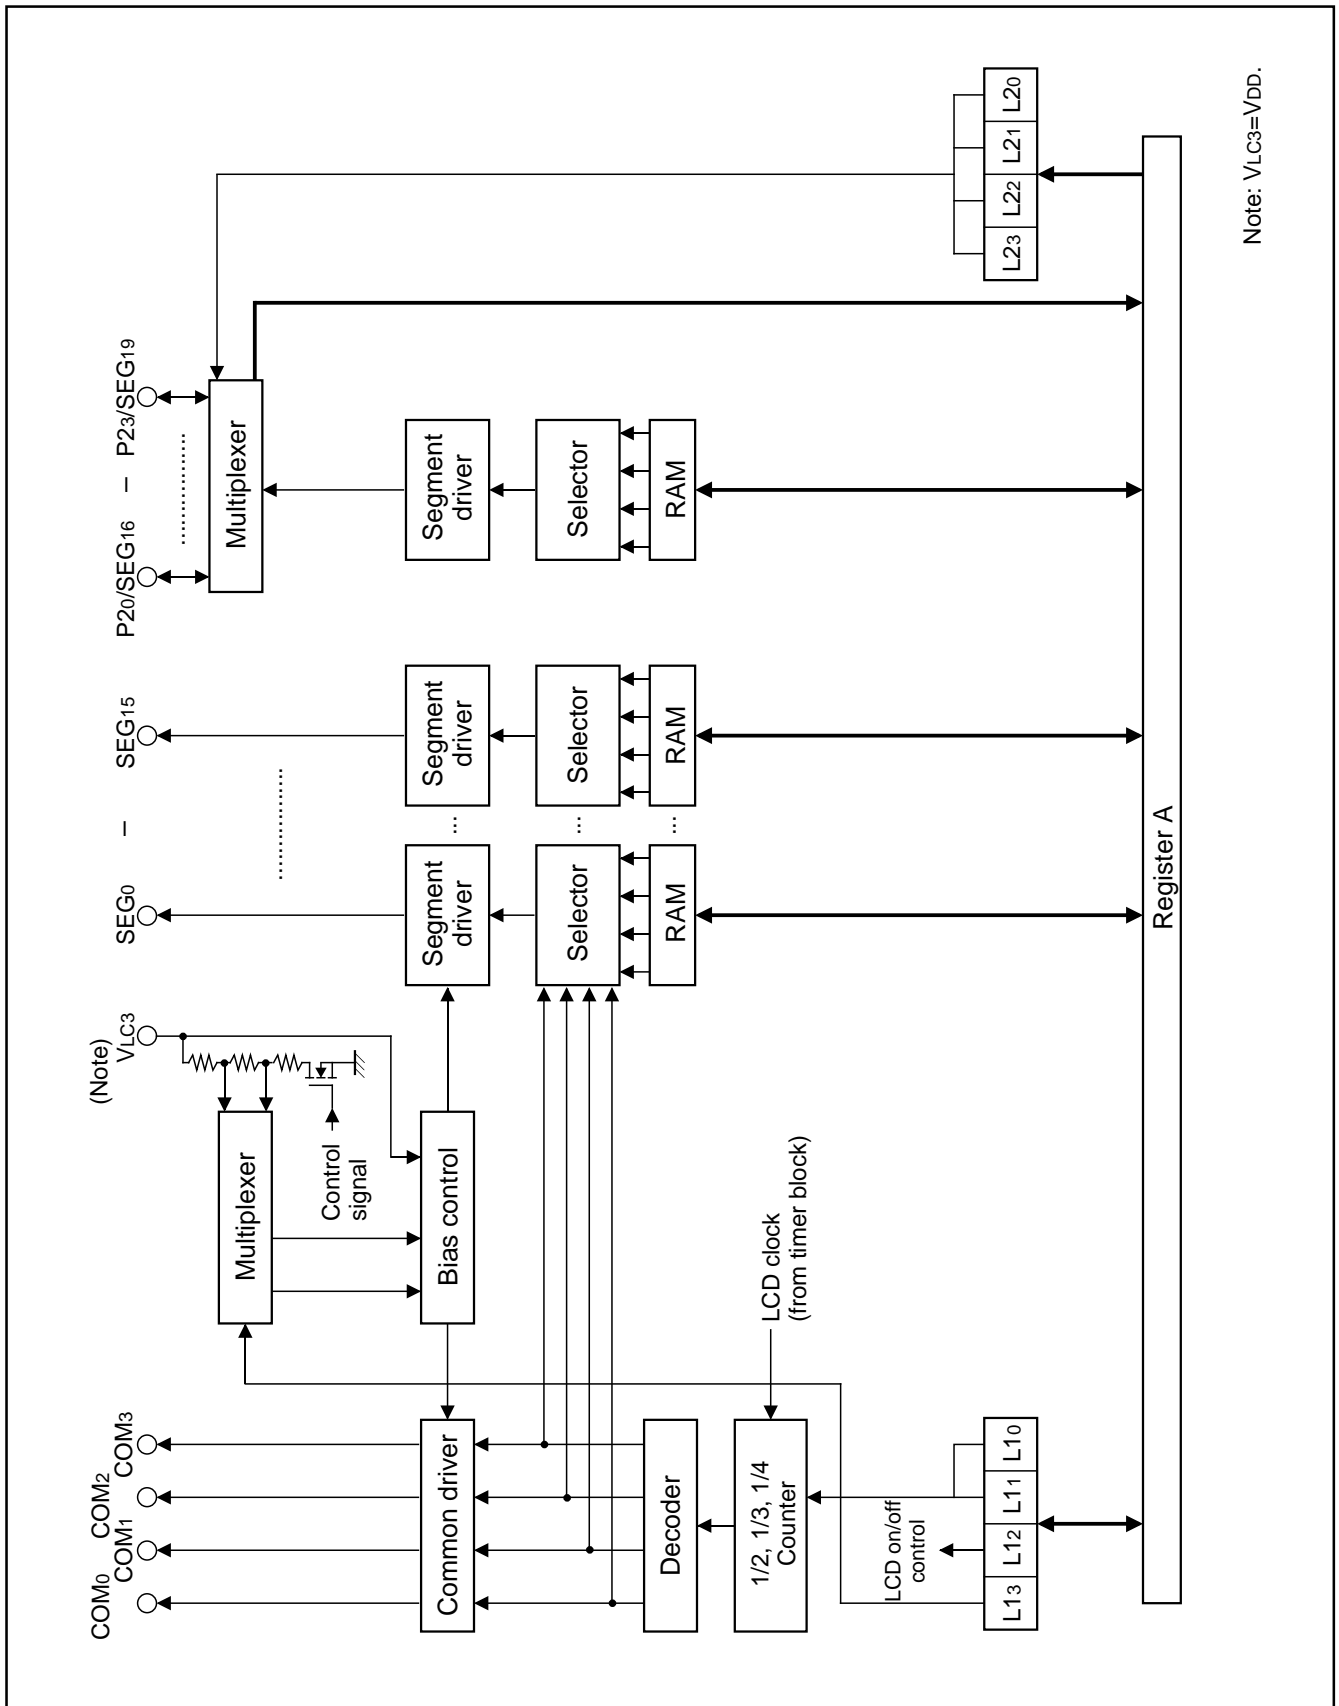 COM0
COM1
COM2
COM3
(Note)
VLC3
SEG0
–
SEG15
P20/SEG16
–
P23/SEG19
Multiplexer
Control
signal
Multiplexer
Common driver
Bias control
Segment
driver
...
Segment
driver
Segment
driver
Selector
...
Selector
Selector
Decoder
RAM
...
RAM
RAM
1/2, 1/3, 1/4
Counter
LCD clock
(from timer block)
LCD on/off
control
L13
L12
L11
L10
L23
L22
L21
L20
Register A
Note: VLC3=VDD.